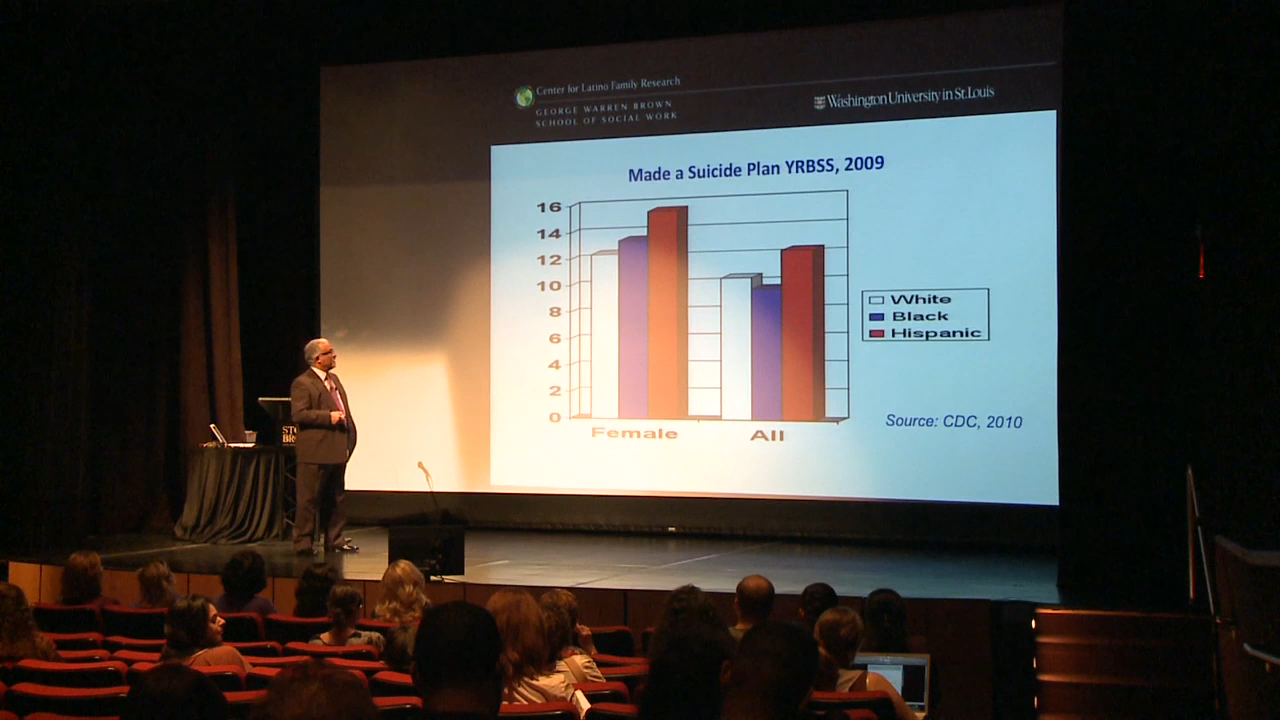 Center for Latino Family Research
GEORGE WARREN BROWN
SCHOOL OF SOCIAL WORK
Washington University in St. Louis
Made a Suicide Plan YRBSS, 2009
16
14
12
10
8
6
4
2
0
Female
All
White
Black
Hispanic
Source: CDC, 2010